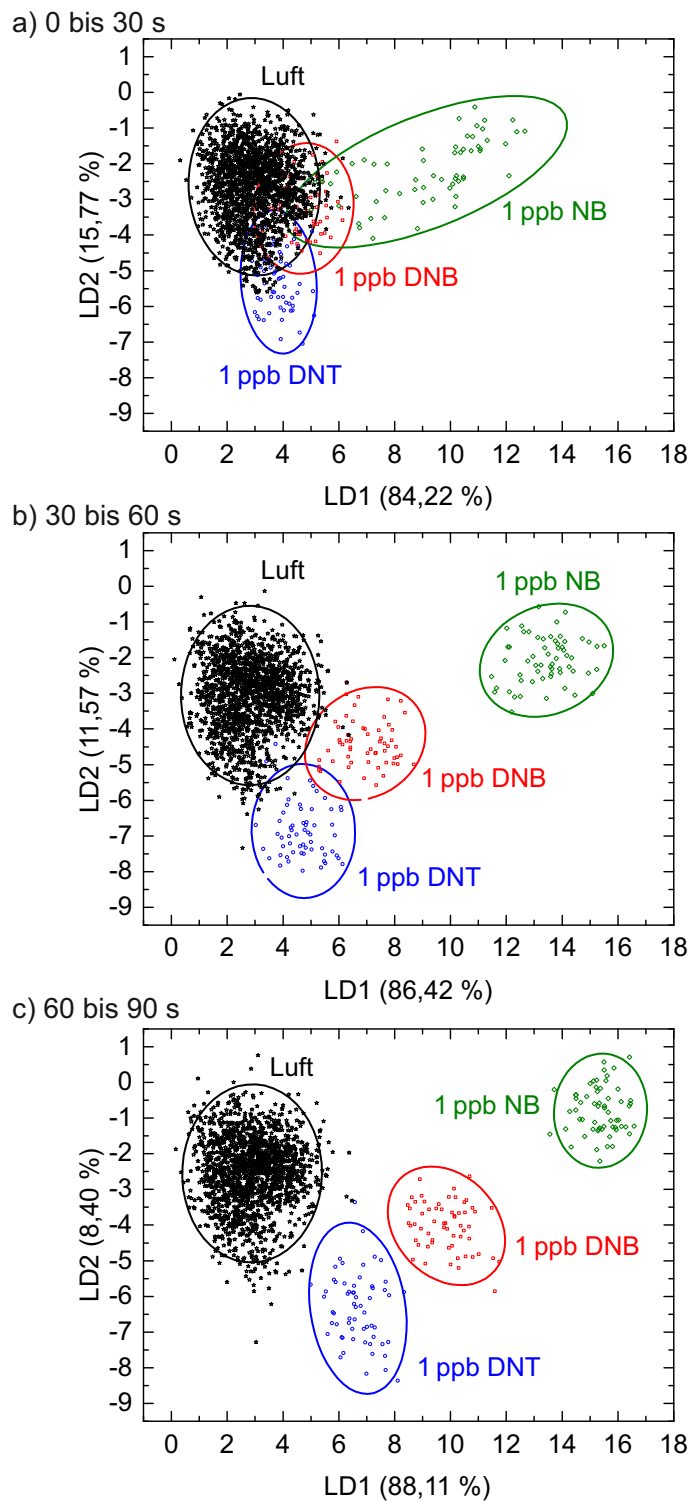 a) 0 bis 30 s
Luft
1 ppb NB
1 ppb DNB
1 ppb DNT
LD2 (15,77 %)
1
0
-1
-2
-3
-4
-5
-6
-7
-8
-9
0 2 4 6 8 10 12 14 16 18
LD1 (84,22 %)
b) 30 bis 60 s
Luft
1 ppb NB
1 ppb DNB
1 ppb DNT
LD2 (11,57 %)
1
0
-1
-2
-3
-4
-5
-6
-7
-8
-9
0 2 4 6 8 10 12 14 16 18
LD1 (86,42 %)
c) 60 bis 90 s
Luft
1 ppb NB
1 ppb DNB
1 ppb DNT
LD2 (8,40 %)
1
0
-1
-2
-3
-4
-5
-6
-7
-8
-9
0 2 4 6 8 10 12 14 16 18
LD1 (88,11 %)